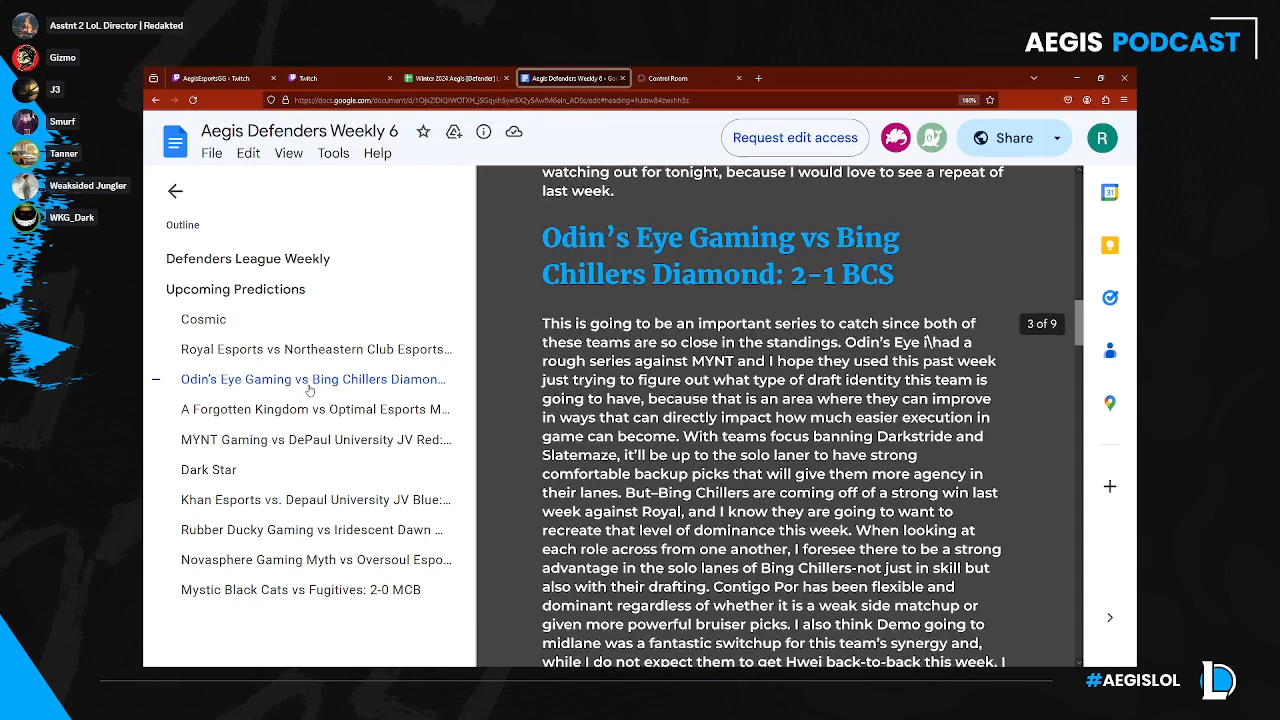 Asstnt 2 LoL Director | Redakted
Gizmo
J3
Smurf
Tanner
Weaksided Jungler
WKG_Dark
AEGIS PODCAST
AegisEsportsGG - Twitch
Twitch
Winter 2024 Aegis [Defender] L
Aegis Defenders Weekly 6 - Goo
Control Room
180%
Aegis Defenders Weekly 6
File Edit View Tools Help
Request edit access
Share
R
Outline
Defenders League Weekly
Upcoming Predictions
Cosmic
Royal Esports vs Northeastern Club Esports...
Odin's Eye Gaming vs Bing Chillers Diamon...
A Forgotten Kingdom vs Optimal Esports M...
MYNT Gaming vs DePaul University JV Red:...
Dark Star
Khan Esports vs. Depaul University JV Blue:...
Rubber Ducky Gaming vs Iridescent Dawn ...
Novasphere Gaming Myth vs Oversoul Espo...
Mystic Black Cats vs Fugitives: 2-0 MCB
watching out for tonight, because I would love to see a repeat of
last week.
Odin's Eye Gaming vs Bing
Chillers Diamond: 2-1 BCS
This is going to be an important series to catch since both of
these teams are so close in the standings. Odin's Eye i\had a
rough series against MYNT and I hope they used this past week
just trying to figure out what type of draft identity this team is
going to have, because that is an area where they can improve
in ways that can directly impact how much easier execution in
game can become. With teams focus banning Darkstride and
Slatemaze, it'll be up to the solo laner to have strong
comfortable backup picks that will give them more agency in
their lanes. But–Bing Chillers are coming off of a strong win last
week against Royal, and I know they are going to want to
recreate that level of dominance this week. When looking at
each role across from one another, I foresee there to be a strong
advantage in the solo lanes of Bing Chillers-not just in skill but
also with their drafting. Contigo Por has been flexible and
dominant regardless of whether it is a weak side matchup or
given more powerful bruiser picks. I also think Demo going to
midlane was a fantastic switchup for this team's synergy and,
while I do not expect them to get Hwei back-to-back this week, I
3 of 9
31
#AEGISLOL